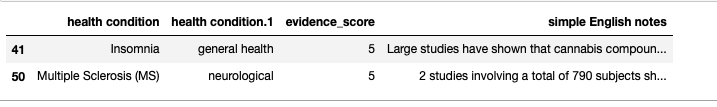 health condition health condition.1 evidence_score simple English notes
41 Insomnia general health 5 Large studies have shown that cannabis compoun...
50 Multiple Sclerosis (MS) neurological 5 2 studies involving a total of 790 subjects sh...